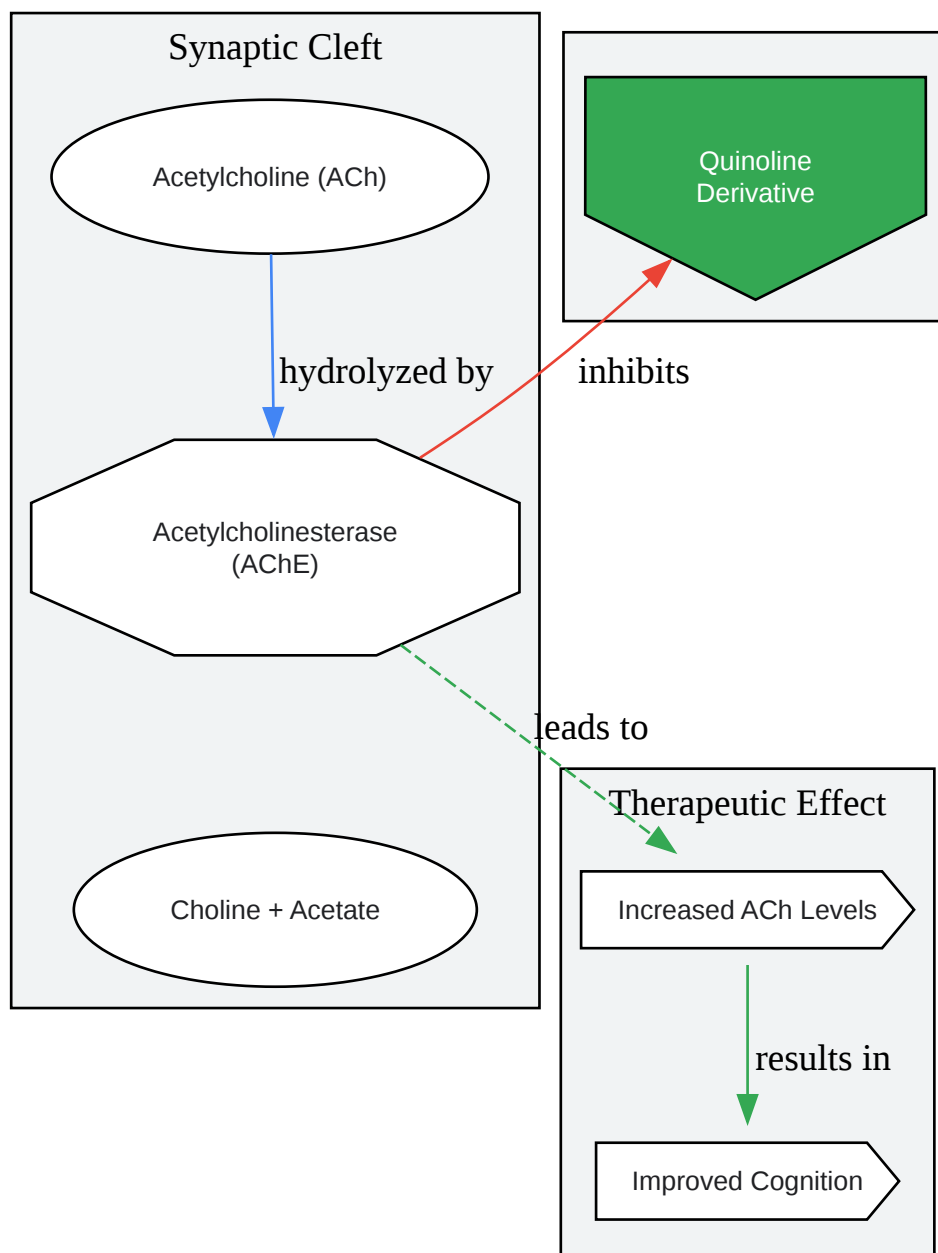 Synaptic Cleft
Acetylcholine (ACh)
Quinoline
Derivative
hydrolyzed by
inhibits
Acetylcholinesterase
(AChE)
leads to
Therapeutic Effect
Choline + Acetate
Increased ACh Levels
results in
Improved Cognition